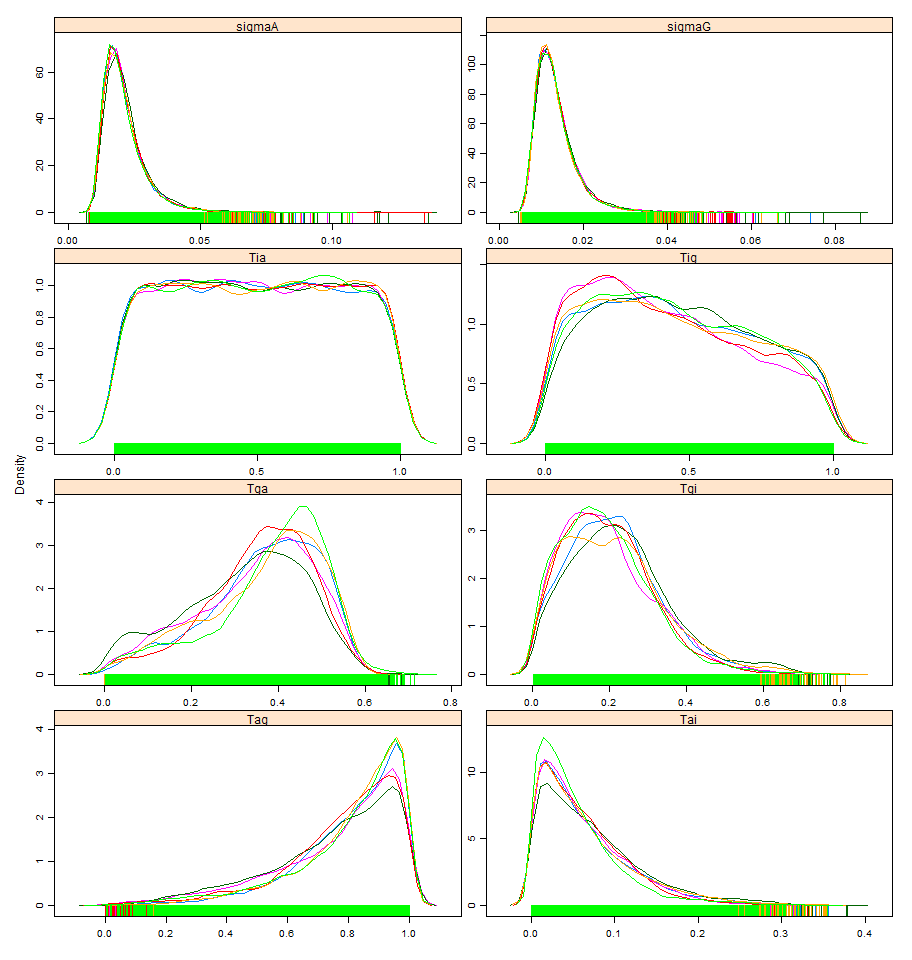 sigmaA
sigmaG
0 20 40 60
0 20 40 60 80 100
0.00 0.05 0.10
0.00 0.02 0.04 0.06 0.08
Tia
Tig
0.0 0.2 0.4 0.6 0.8 1.0
0.0 0.5 1.0
0.0 0.5 1.0
0.0 0.5 1.0
Density
Tga
Tgi
0 1 2 3 4
0 1 2 3
0.0 0.2 0.4 0.6 0.8
0.0 0.2 0.4 0.6 0.8
Tag
Tai
0 1 2 3 4
0 5 10
0.0 0.2 0.4 0.6 0.8 1.0
0.0 0.1 0.2 0.3 0.4